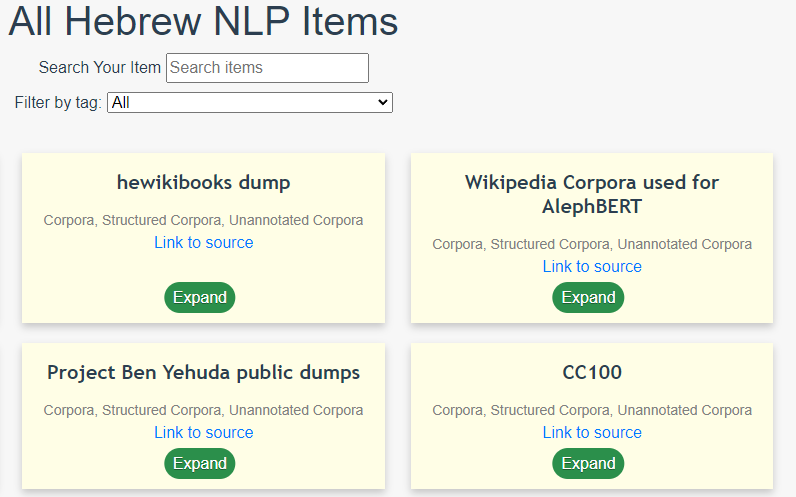 All Hebrew NLP Items
Search Your Item Search items
Filter by tag: All
hewikibooks dump
Corpora, Structured Corpora, Unannotated Corpora
Link to source
Expand
Wikipedia Corpora used for
AlephBERT
Corpora, Structured Corpora, Unannotated Corpora
Link to source
Expand
Project Ben Yehuda public dumps
Corpora, Structured Corpora, Unannotated Corpora
Link to source
Expand
CC100
Corpora, Structured Corpora, Unannotated Corpora
Link to source
Expand